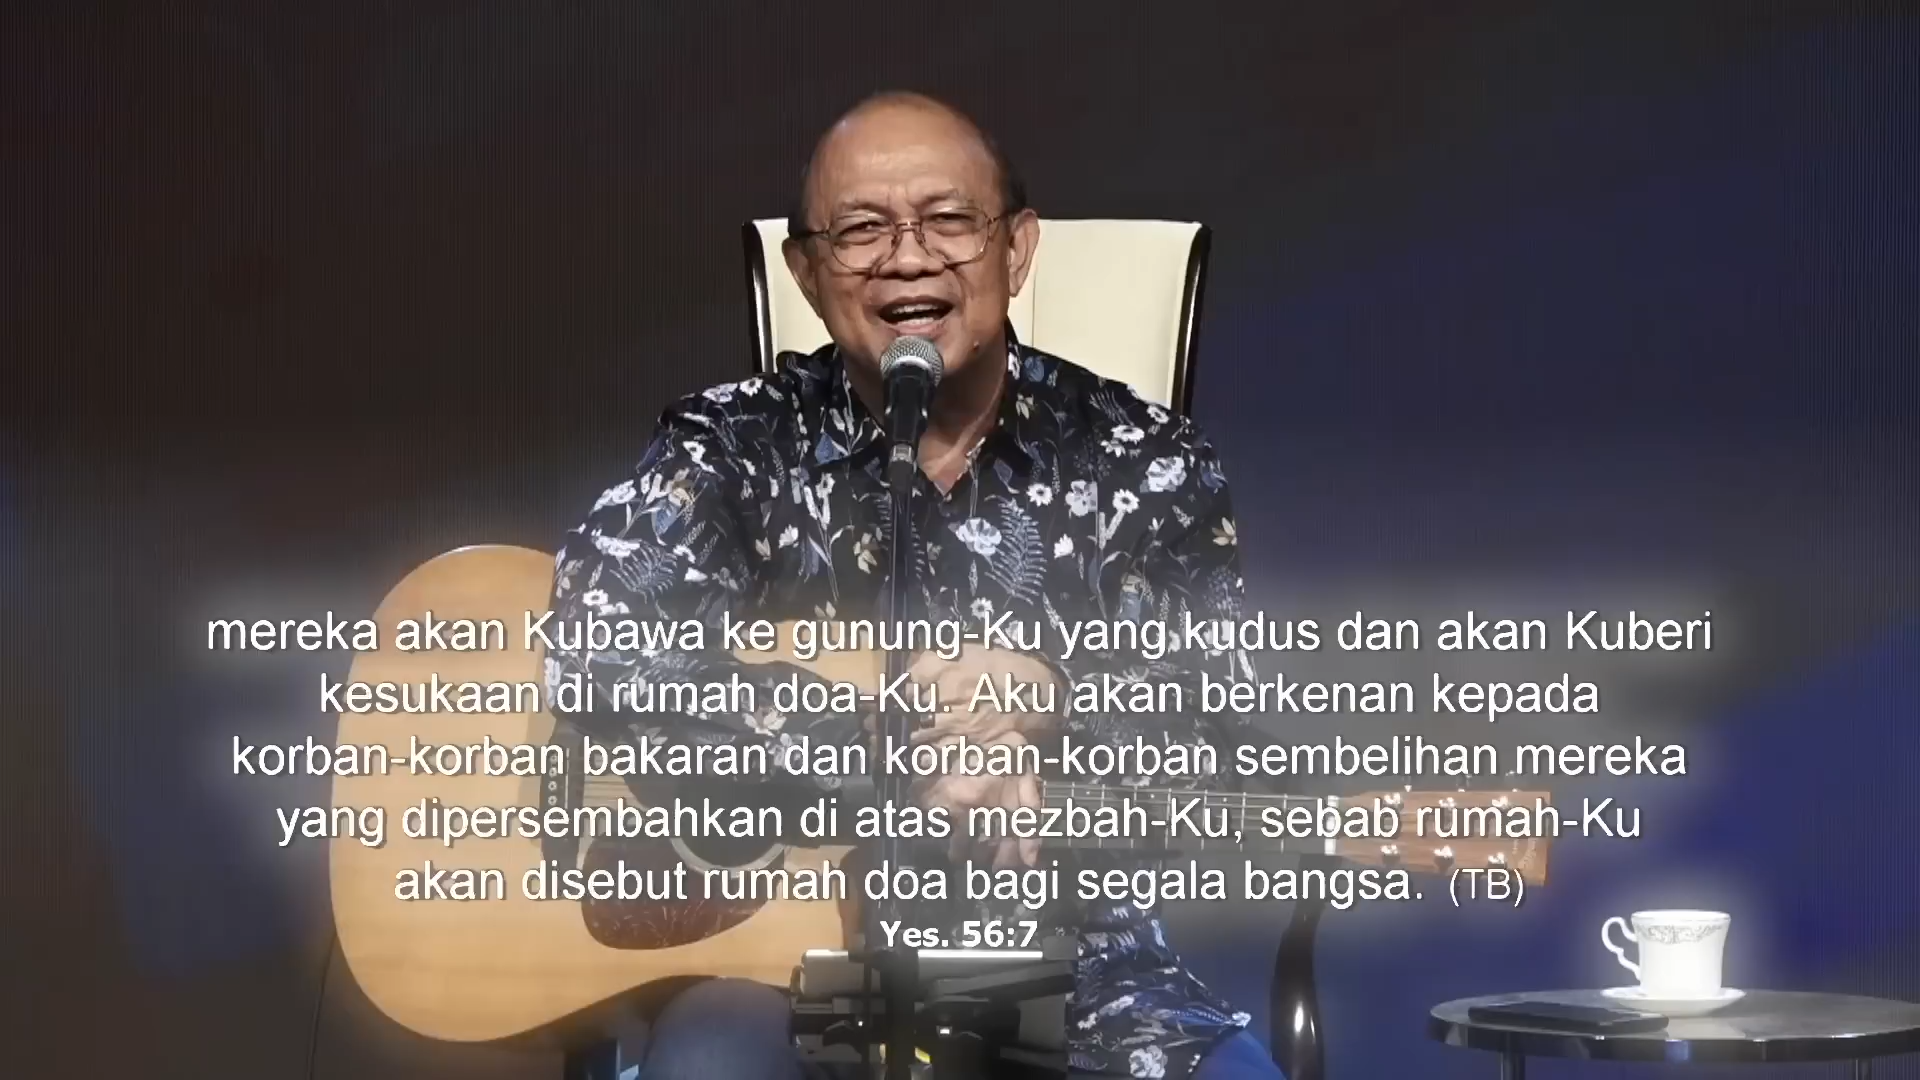 mereka akan Kubawa ke gunung-Ku yang kudus dan akan Kuberi
kesukaan di rumah doa-Ku. Aku akan berkenan kepada
korban-korban bakaran dan korban-korban sembelihan mereka
yang dipersembahkan di atas mezbah-Ku, sebab rumah-Ku
akan disebut rumah doa bagi segala bangsa. (TB)
Yes. 56:7